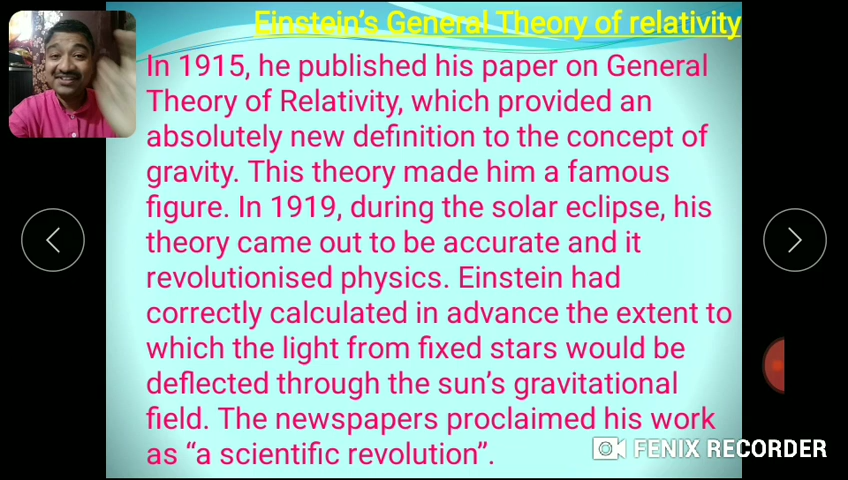 Einstein's General Theory of relativity
In 1915, he published his paper on General
Theory of Relativity, which provided an
absolutely new definition to the concept of
gravity. This theory made him a famous
figure. In 1919, during the solar eclipse, his
theory came out to be accurate and it
revolutionised physics. Einstein had
correctly calculated in advance the extent to
which the light from fixed stars would be
deflected through the sun's gravitational
field. The newspapers proclaimed his work
as “a scientific revolution”.
FENIX RECORDER